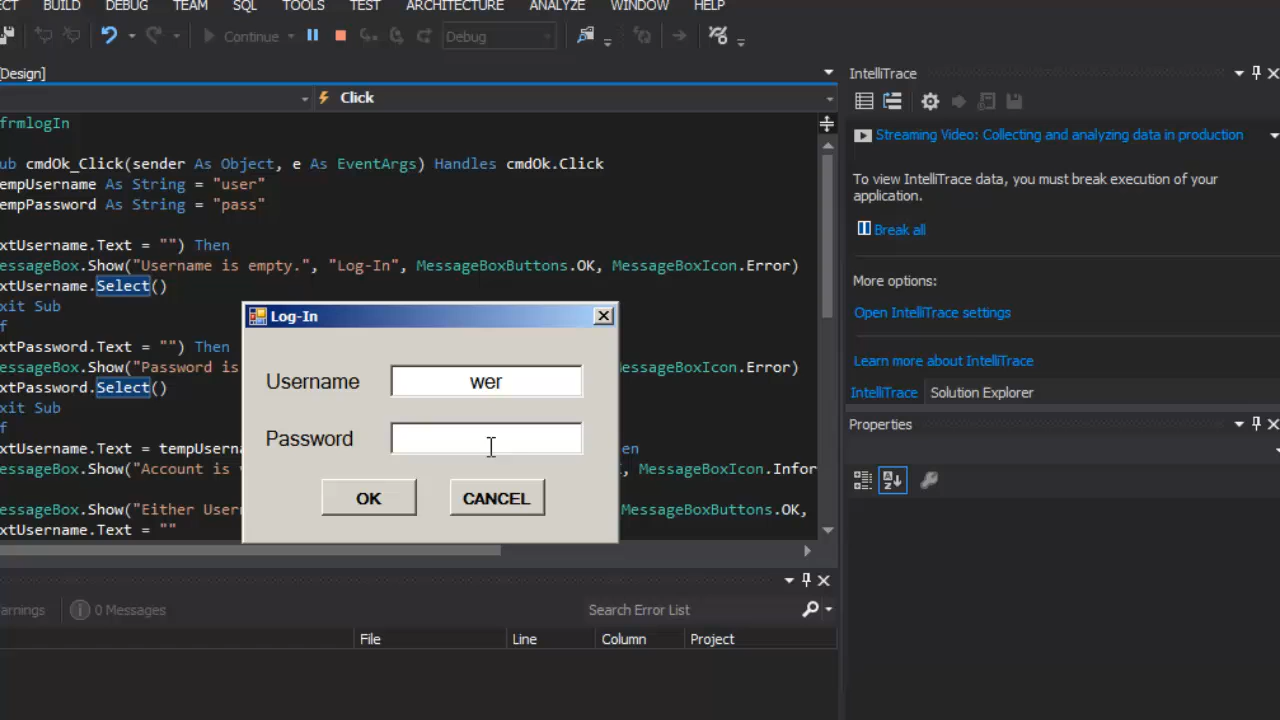 CT BUILD DEBUG TEAM SQL TOOLS TEST ARCHITECTURE ANALYZE WINDOW HELP
Continue Debug
[Design]
Click
frmlogIn
ub cmdOk_Click(sender As Object, e As EventArgs) Handles cmdOk.Click
empUsername As String = "user"
empPassword As String = "pass"
xtUsername.Text = "") Then
essageBox.Show("Username is empty.", "Log-In", MessageBoxButtons.OK, MessageBoxIcon.Error)
xtUsername.Select()
xit Sub
f
xtPassword.Text = "") Then
essageBox.Show("Password is essageBoxIcon.Error)
xtPassword.Select()
xit Sub
f
xtUsername.Text = tempUserna en
essageBox.Show("Account is , MessageBoxIcon.Infor
essageBox.Show("Either User MessageBoxButtons.OK,
xtUsername.Text = ""
Log-In
Username wer
Password
OK CANCEL
IntelliTrace
Streaming Video: Collecting and analyzing data in production
To view IntelliTrace data, you must break execution of your
application.
Break all
More options:
Open IntelliTrace settings
Learn more about IntelliTrace
IntelliTrace Solution Explorer
Properties
arnings 0 Messages Search Error List
File Line Column Project